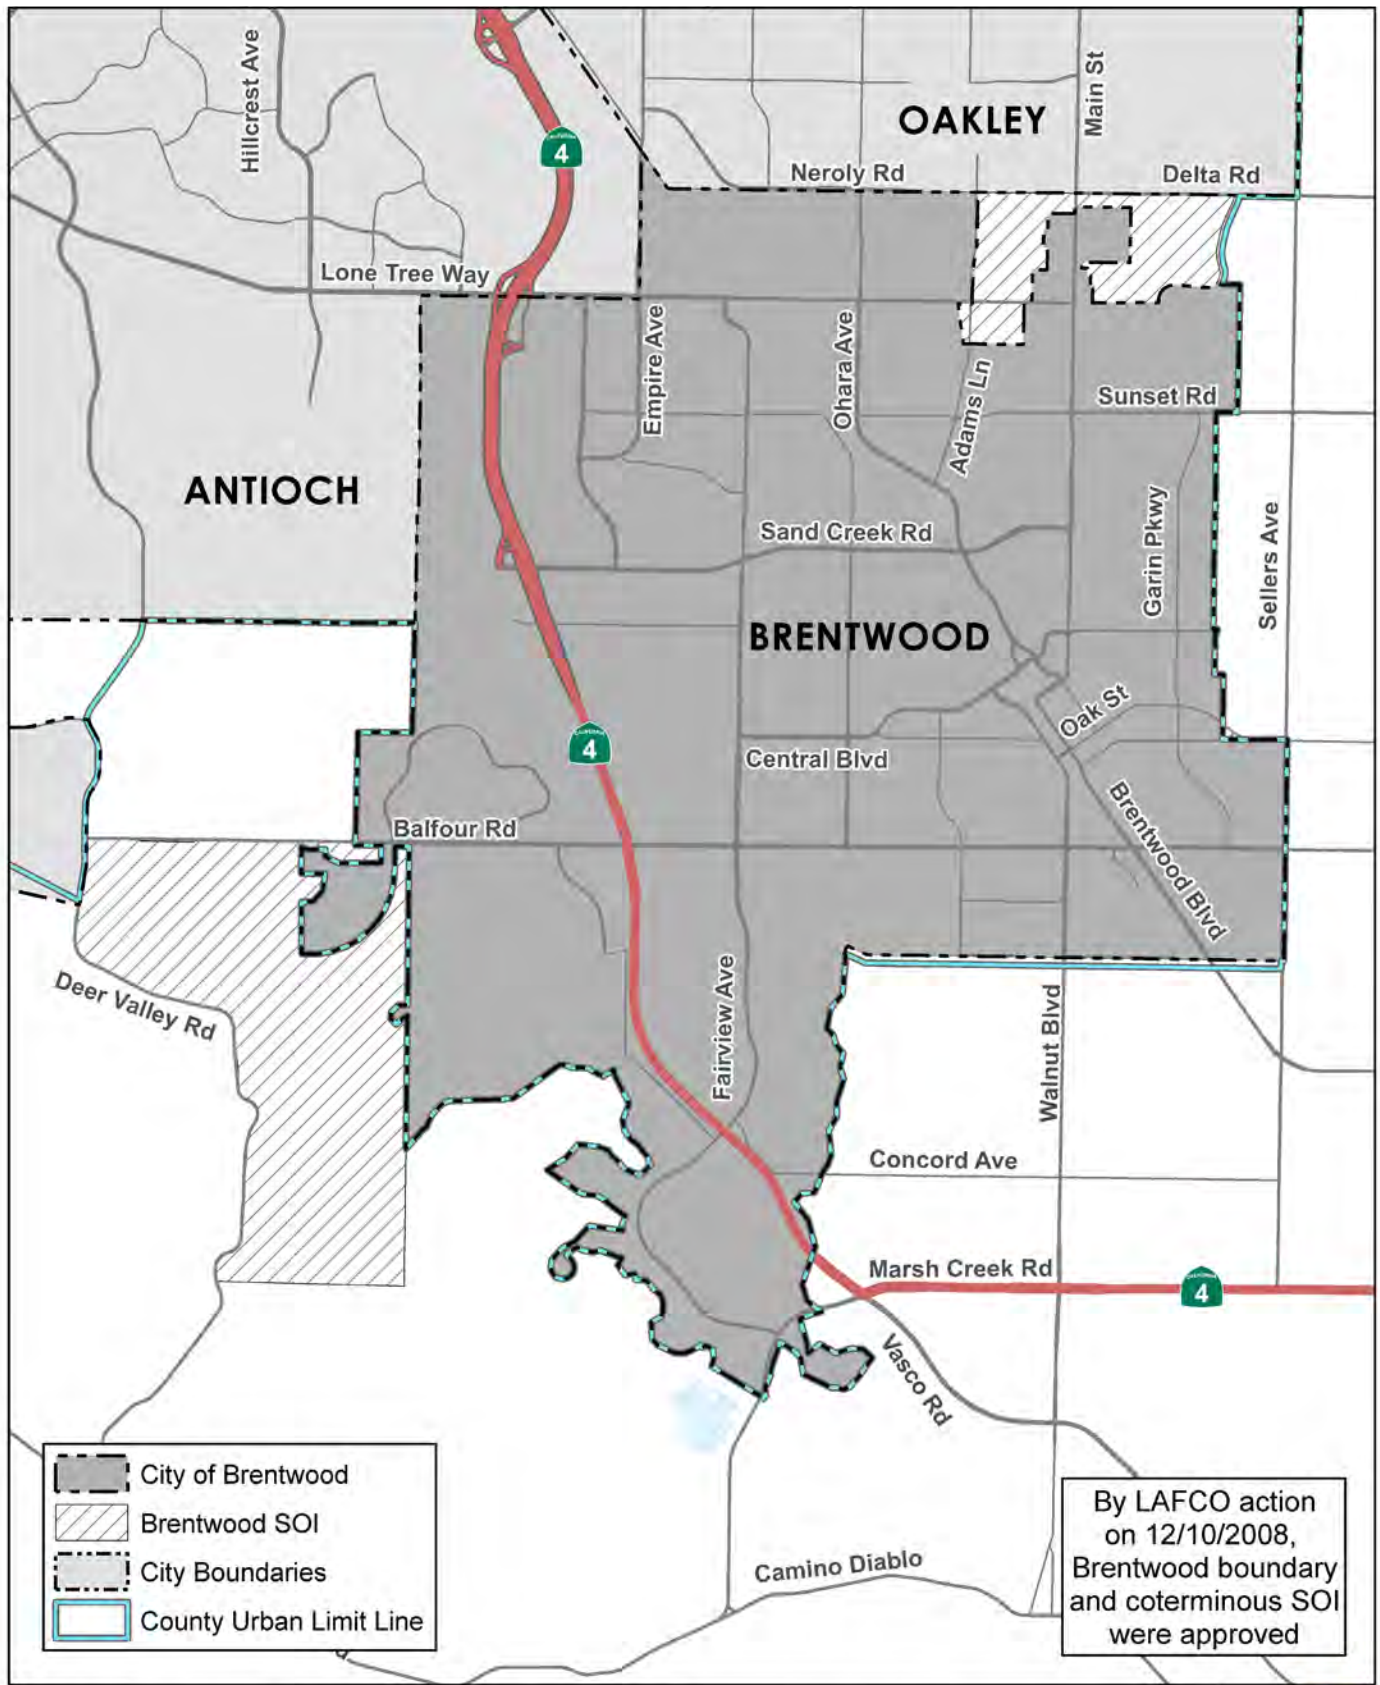 Hillcrest Ave
Main St
OAKLEY
CALIFORNIA
4
Neroly Rd
Delta Rd
Lone Tree Way
Empire Ave
Ohara Ave
Adams Ln
Sunset Rd
ANTIOCH
Garin Pkwy
Sellers Ave
Sand Creek Rd
BRENTWOOD
Oak St
CALIFORNIA
4
Central Blvd
Brentwood Blvd
Balfour Rd
Fairview Ave
Deer Valley Rd
Walnut Blvd
Concord Ave
Marsh Creek Rd
CALIFORNIA
4
Vasco Rd
Camino Diablo
City of Brentwood
Brentwood SOI
City Boundaries
County Urban Limit Line
By LAFCO action
on 12/10/2008,
Brentwood boundary
and coterminous SOI
were approved